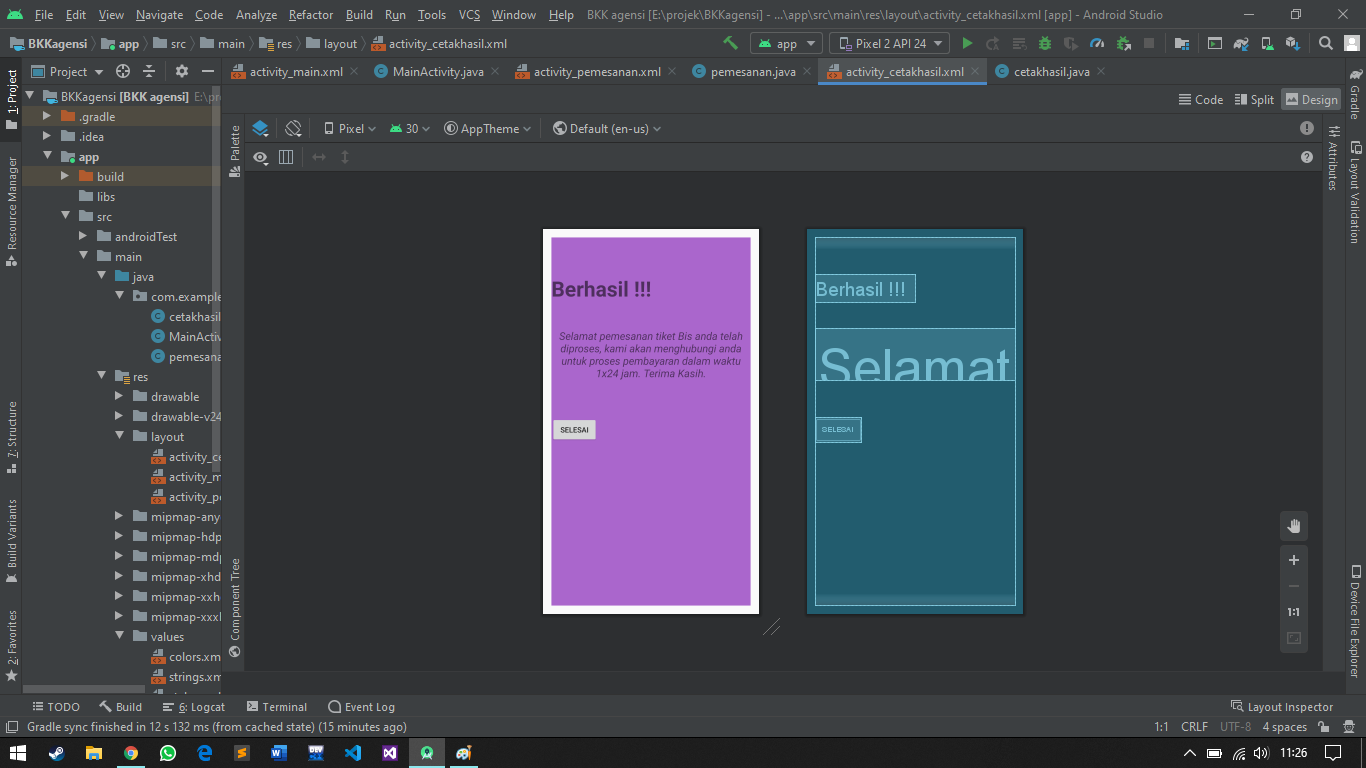 File Edit View Navigate Code Analyze Refactor Build Run Tools VCS Window Help BKK agensi [E:\projek\BKKagensi] - ...\app\src\main\res\layout\activity_cetakhasil.xml [app] - Android Studio
BKKagensi app src main res layout activity_cetakhasil.xml app Pixel 2 API 24
Project activity_main.xml MainActivity.java activity_pemesanan.xml pemesanan.java activity_cetakhasil.xml cetakhasil.java
Code Split Design
Pixel 30 AppTheme Default (en-us)
1: Project
Resource Manager
7: Structure
Build Variants
2: Favorites
BKKagensi [BKK agensi] E:\pr
.gradle
.idea
app
build
libs
src
androidTest
main
java
com.example
cetakhasil
MainActiv
pemesana
res
drawable
drawable-v24
layout
activity_ce
activity_m
activity_pe
mipmap-any
mipmap-hdp
mipmap-mdp
mipmap-xhd
mipmap-xxh
mipmap-xxxh
values
colors.xm
strings.xm
Palette
Component Tree
Berhasil !!!
Selamat pemesanan tiket Bis anda telah
diproses, kami akan menghubungi anda
untuk proses pembayaran dalam waktu
1x24 jam. Terima Kasih.
SELESAI
Berhasil !!!
Selamat
SELESAI
1:1
Attributes
Gradle
Layout Validation
Device File Explorer
TODO Build 6: Logcat Terminal Event Log Layout Inspector
Gradle sync finished in 12 s 132 ms (from cached state) (15 minutes ago) 1:1 CRLF UTF-8 4 spaces
11:26